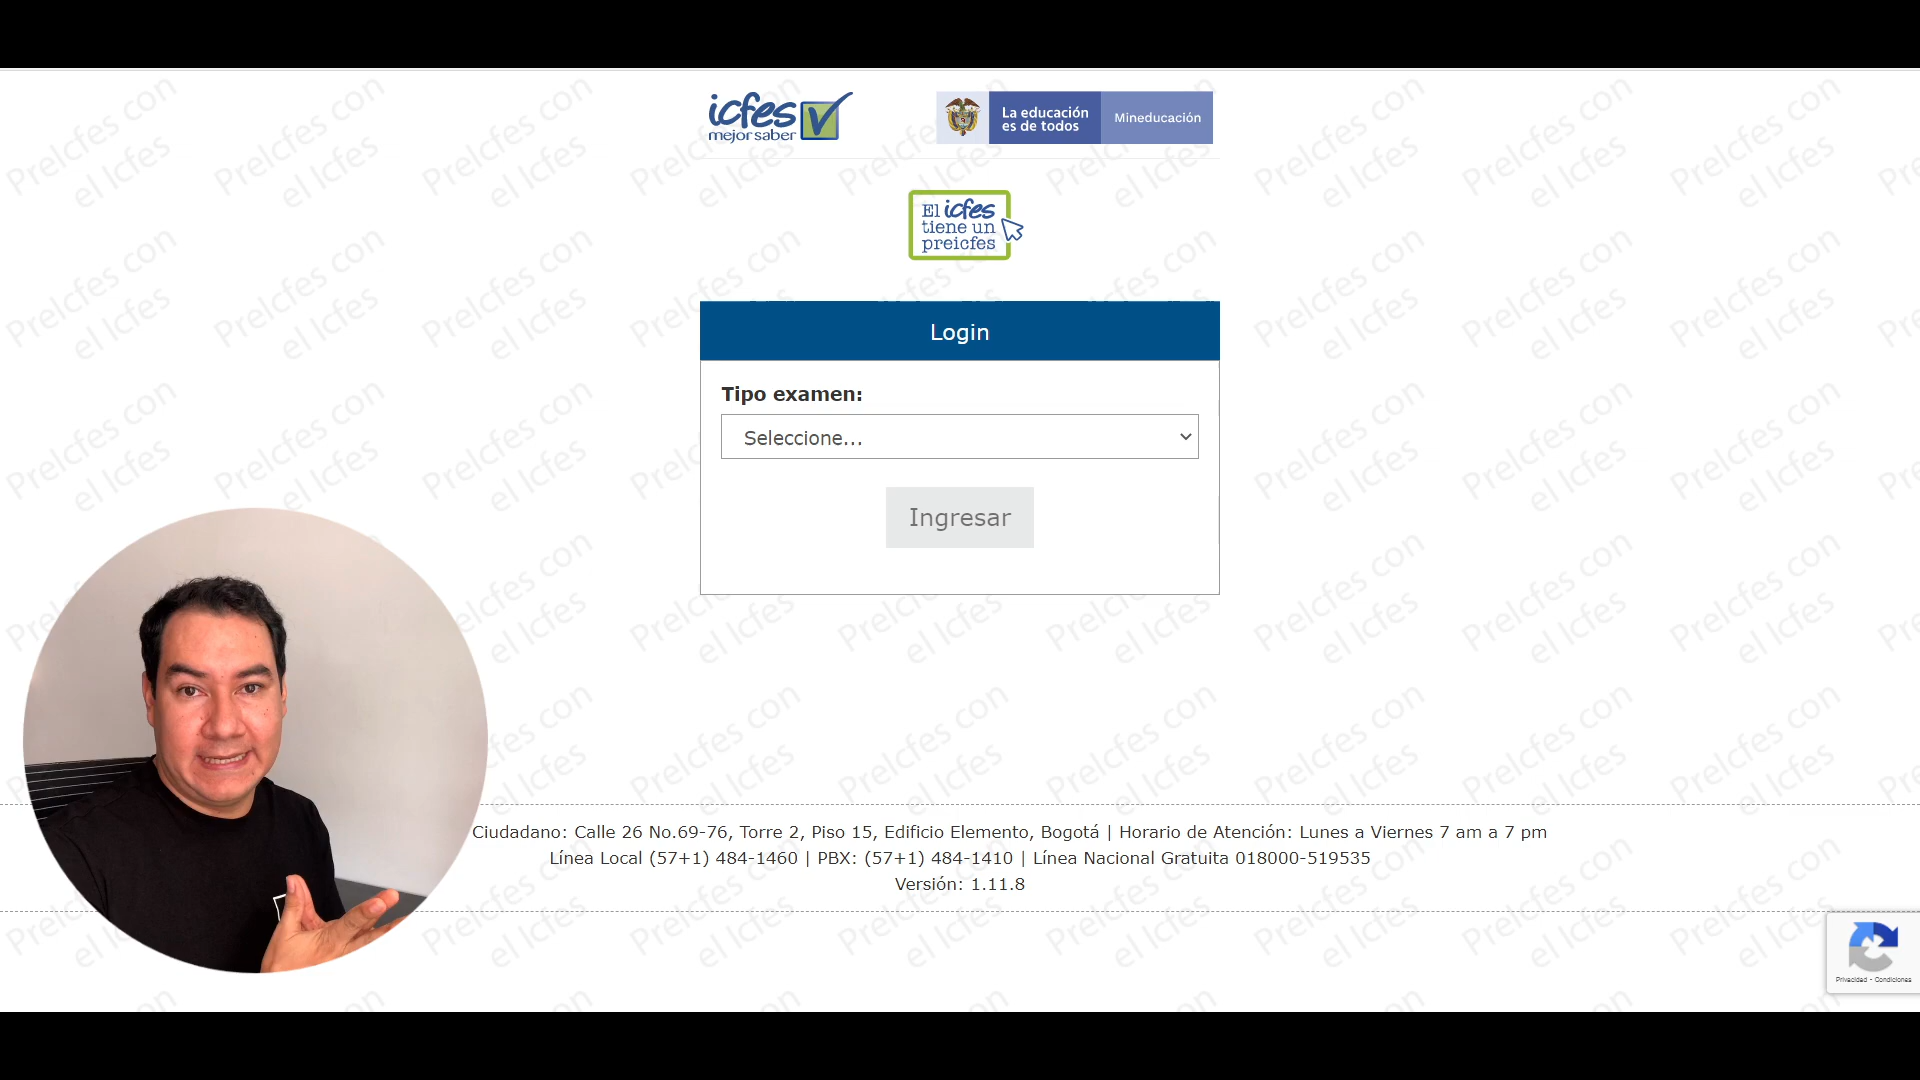 icfes
mejor saber
La educación
es de todos
Mineducación
El icfes
tiene un
preicfes
Login
Tipo examen:
Seleccione...
Ingresar
Ciudadano: Calle 26 No.69-76, Torre 2, Piso 15, Edificio Elemento, Bogotá | Horario de Atención: Lunes a Viernes 7 am a 7 pm
Línea Local (57+1) 484-1460 | PBX: (57+1) 484-1410 | Línea Nacional Gratuita 018000-519535
Versión: 1.11.8
Privacidad - Condiciones
PreIcfes con
el Icfes